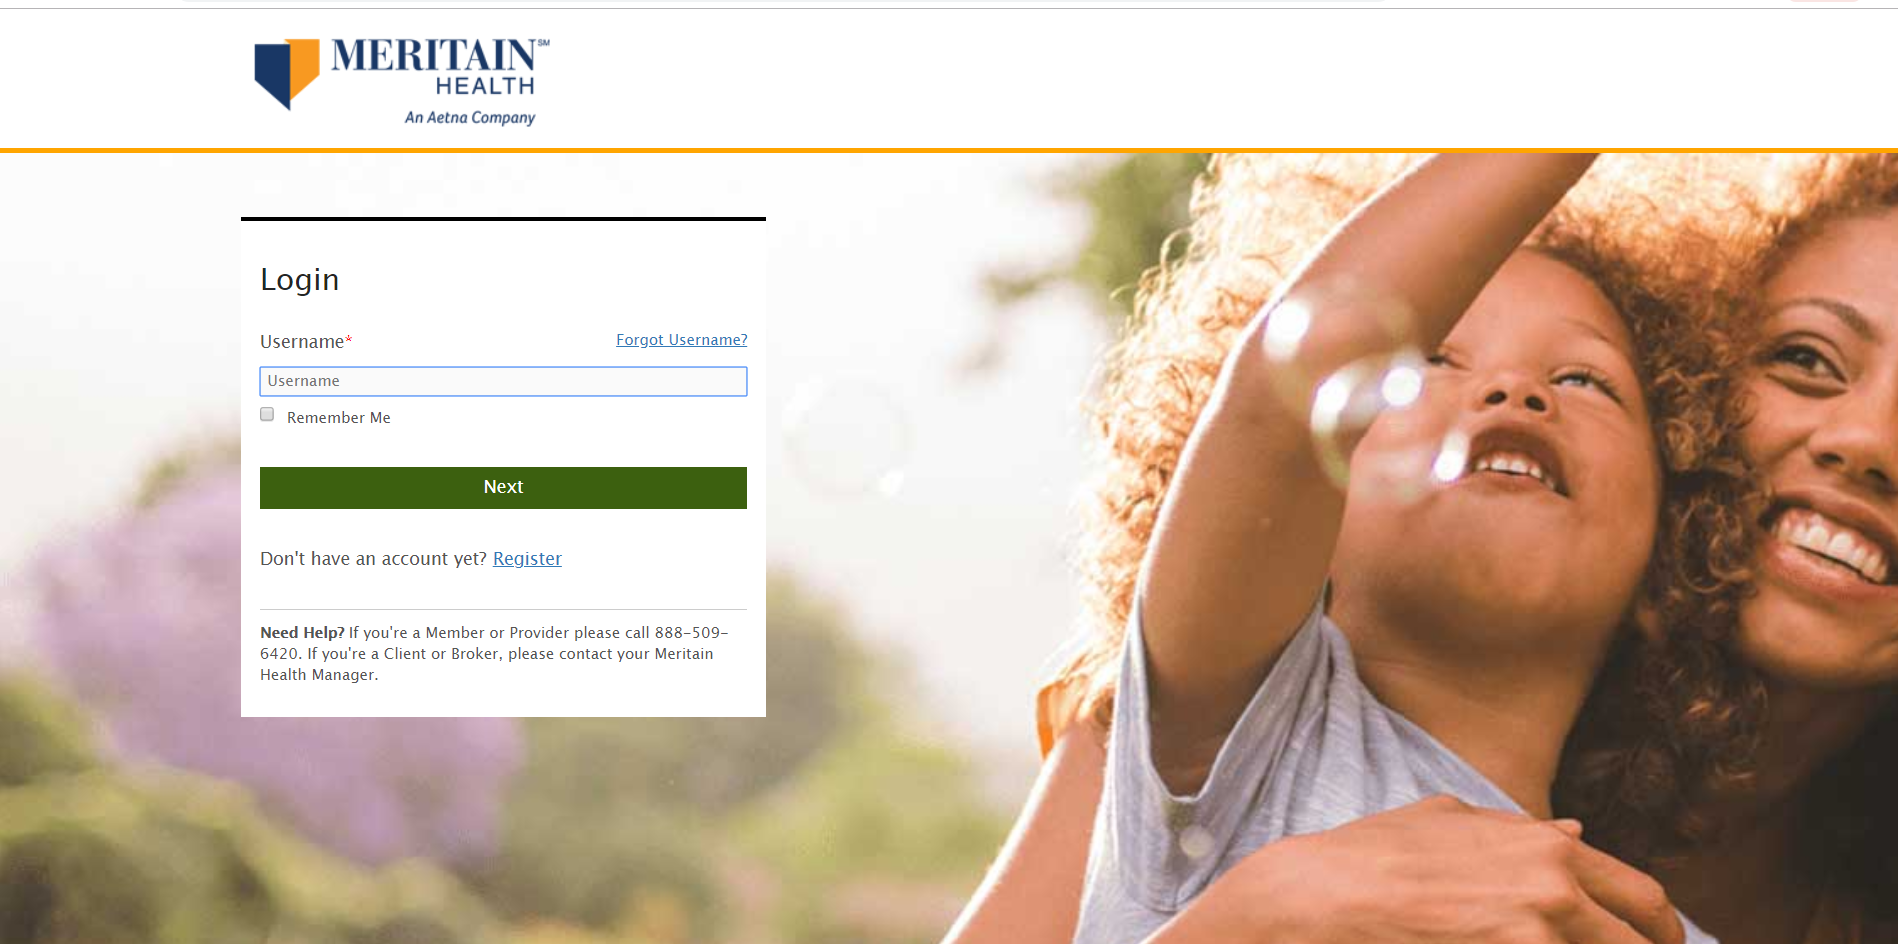 MERITAIN℠
HEALTH
An Aetna Company
Login
Username*
Forgot Username?
Username
Remember Me
Next
Don't have an account yet? Register
Need Help? If you're a Member or Provider please call 888-509-
6420. If you're a Client or Broker, please contact your Meritain
Health Manager.